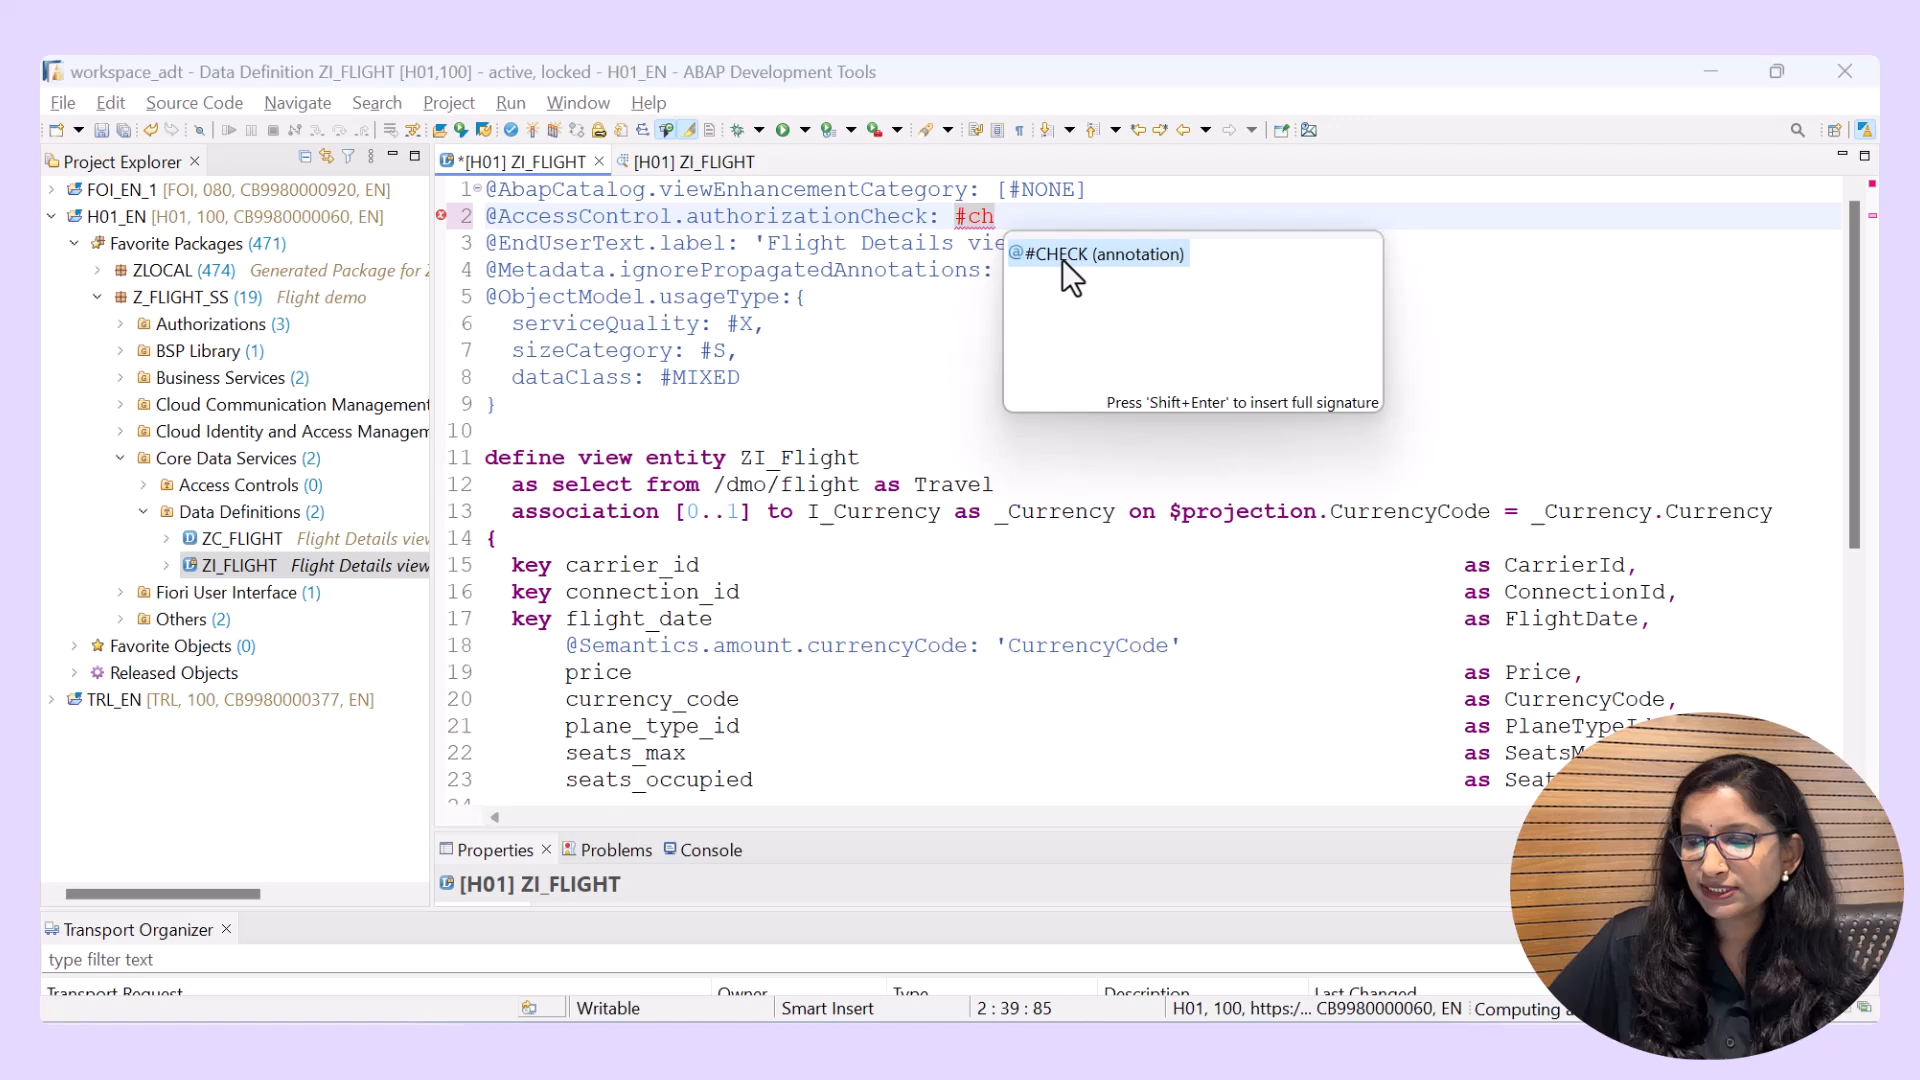 workspace_adt - Data Definition ZI_FLIGHT [H01,100] - active, locked - H01_EN - ABAP Development Tools
File Edit Source Code Navigate Search Project Run Window Help
Project Explorer
*[H01] ZI_FLIGHT
[H01] ZI_FLIGHT
FOI_EN_1 [FOI, 080, CB9980000920, EN]
H01_EN [H01, 100, CB9980000060, EN]
Favorite Packages (471)
ZLOCAL (474) Generated Package for Z
Z_FLIGHT_SS (19) Flight demo
Authorizations (3)
BSP Library (1)
Business Services (2)
Cloud Communication Management
Cloud Identity and Access Managem
Core Data Services (2)
Access Controls (0)
Data Definitions (2)
ZC_FLIGHT Flight Details view
ZI_FLIGHT Flight Details view
Fiori User Interface (1)
Others (2)
Favorite Objects (0)
Released Objects
TRL_EN [TRL, 100, CB9980000377, EN]
1 @AbapCatalog.viewEnhancementCategory: [#NONE]
2 @AccessControl.authorizationCheck: #ch
3 @EndUserText.label: 'Flight Details vie
4 @Metadata.ignorePropagatedAnnotations:
5 @ObjectModel.usageType:{
6 serviceQuality: #X,
7 sizeCategory: #S,
8 dataClass: #MIXED
9 }
10
11 define view entity ZI_Flight
12 as select from /dmo/flight as Travel
13 association [0..1] to I_Currency as _Currency on $projection.CurrencyCode = _Currency.Currency
14 {
15 key carrier_id as CarrierId,
16 key connection_id as ConnectionId,
17 key flight_date as FlightDate,
18 @Semantics.amount.currencyCode: 'CurrencyCode'
19 price as Price,
20 currency_code as CurrencyCode,
21 plane_type_id as PlaneTypeId
22 seats_max as SeatsM
23 seats_occupied as Seat
24
@ #CHECK (annotation)
Press 'Shift+Enter' to insert full signature
Properties
Problems
Console
[H01] ZI_FLIGHT
Transport Organizer
type filter text
Transport Request Owner Type Description Last Changed
Writable Smart Insert 2 : 39 : 85 H01, 100, https:/... CB9980000060, EN Computing a